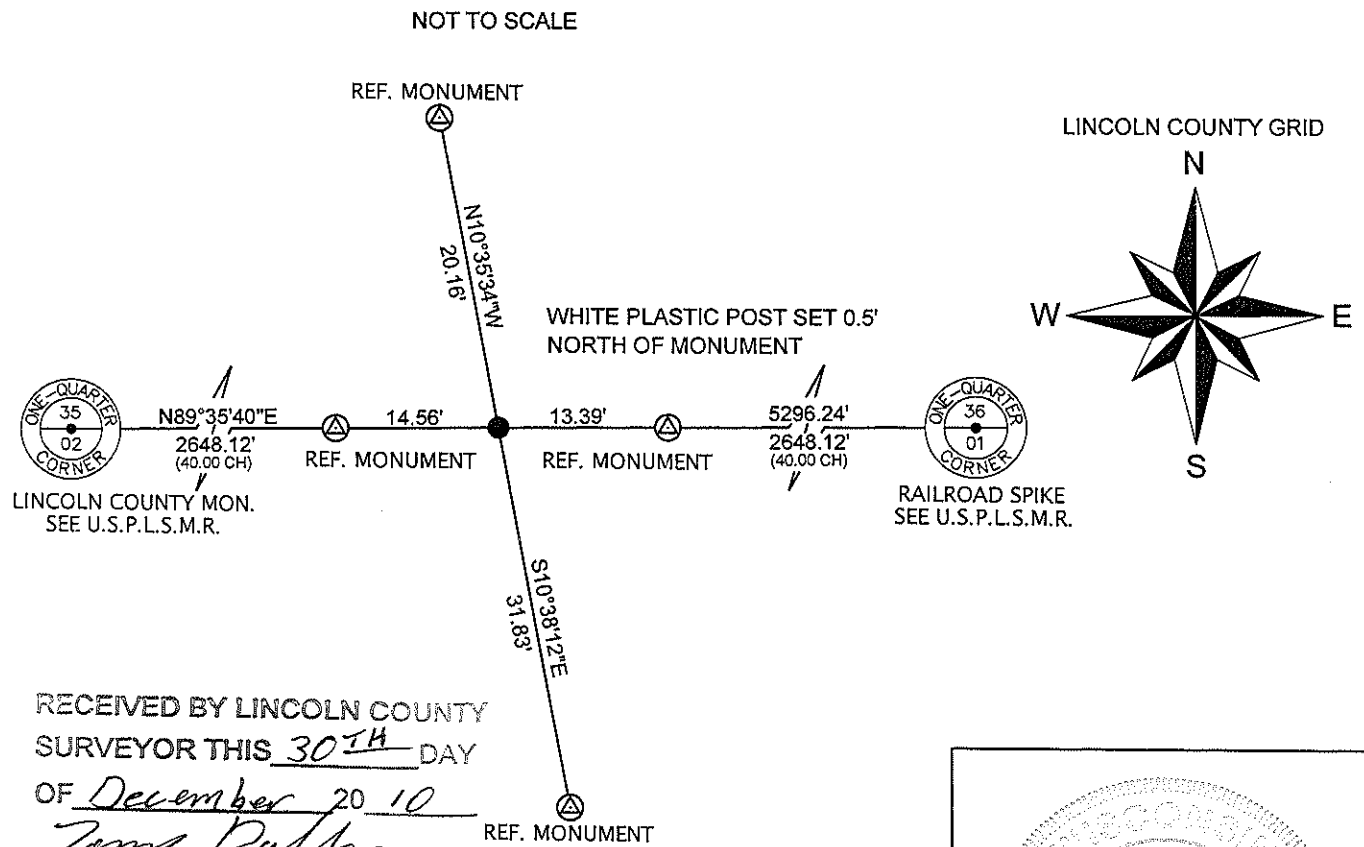 NOT TO SCALE
REF. MONUMENT
LINCOLN COUNTY GRID
N
W
E
S
N10°35'34"W
20.16'
WHITE PLASTIC POST SET 0.5'
NORTH OF MONUMENT
ONE-QUARTER
35
02
CORNER
N89°35'40"E
2648.12'
(40.00 CH)
14.56'
REF. MONUMENT
13.39'
REF. MONUMENT
5296.24'
2648.12'
(40.00 CH)
ONE-QUARTER
36
01
CORNER
LINCOLN COUNTY MON.
SEE U.S.P.L.S.M.R.
RAILROAD SPIKE
SEE U.S.P.L.S.M.R.
S10°38'12"E
31.83'
RECEIVED BY LINCOLN COUNTY
SURVEYOR THIS 30TH DAY
OF December 20 10
REF. MONUMENT